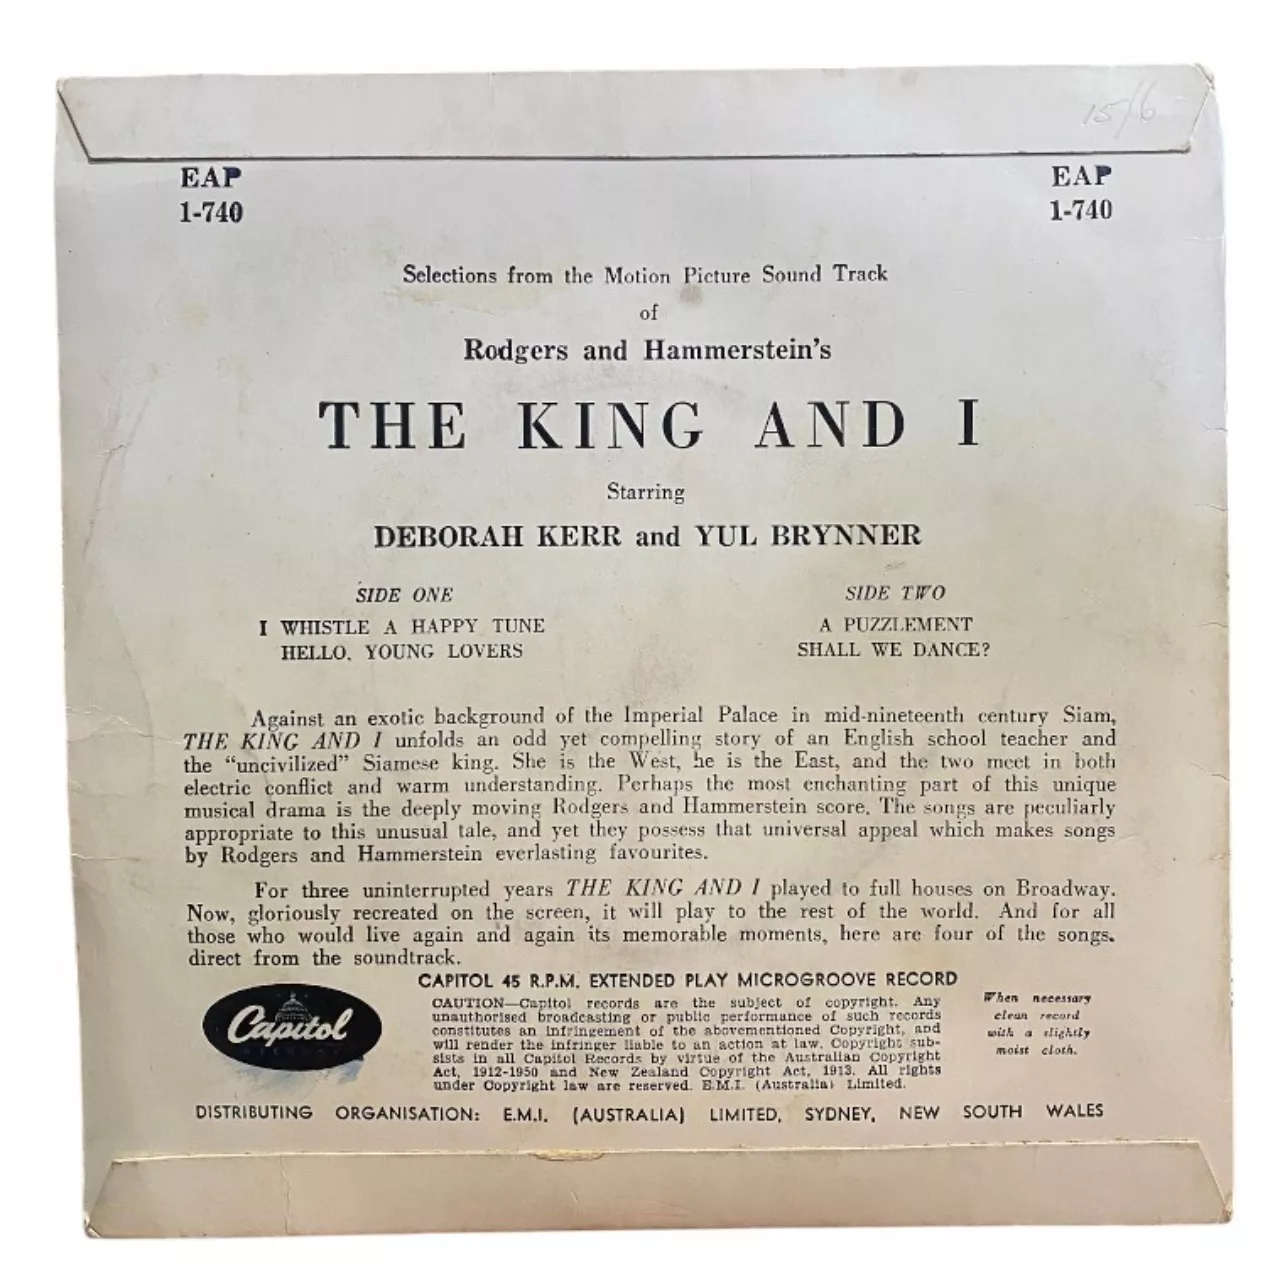 15/6
EAP EAP
1-740 1-740
Selections from the Motion Picture Sound Track
of
Rodgers and Hammerstein's
THE KING AND I
Starring
DEBORAH KERR and YUL BRYNNER
SIDE ONE SIDE TWO
I WHISTLE A HAPPY TUNE A PUZZLEMENT
HELLO, YOUNG LOVERS SHALL WE DANCE?
Against an exotic background of the Imperial Palace in mid-nineteenth century Siam,
THE KING AND I unfolds an odd yet compelling story of an English school teacher and
the "uncivilized" Siamese king. She is the West, he is the East, and the two meet in both
electric conflict and warm understanding. Perhaps the most enchanting part of this unique
musical drama is the deeply moving Rodgers and Hammerstein score. The songs are peculiarly
appropriate to this unusual tale, and yet they possess that universal appeal which makes songs
by Rodgers and Hammerstein everlasting favourites.
For three uninterrupted years THE KING AND I played to full houses on Broadway.
Now, gloriously recreated on the screen, it will play to the rest of the world. And for all
those who would live again and again its memorable moments, here are four of the songs.
direct from the soundtrack.
CAPITOL 45 R.P.M. EXTENDED PLAY MICROGROOVE RECORD
Capitol
CAUTION—Capitol records are the subject of copyright. Any
unauthorised broadcasting or public performance of such records
constitutes an infringement of the abovementioned Copyright, and
will render the infringer liable to an action at law. Copyright sub-
sists in all Capitol Records by virtue of the Australian Copyright
Act, 1912-1950 and New Zealand Copyright Act, 1913. All rights
under Copyright law are reserved. E.M.I. (Australia) Limited.
When necessary
clean record
with a slightly
moist cloth.
DISTRIBUTING ORGANISATION: E.M.I. (AUSTRALIA) LIMITED, SYDNEY, NEW SOUTH WALES